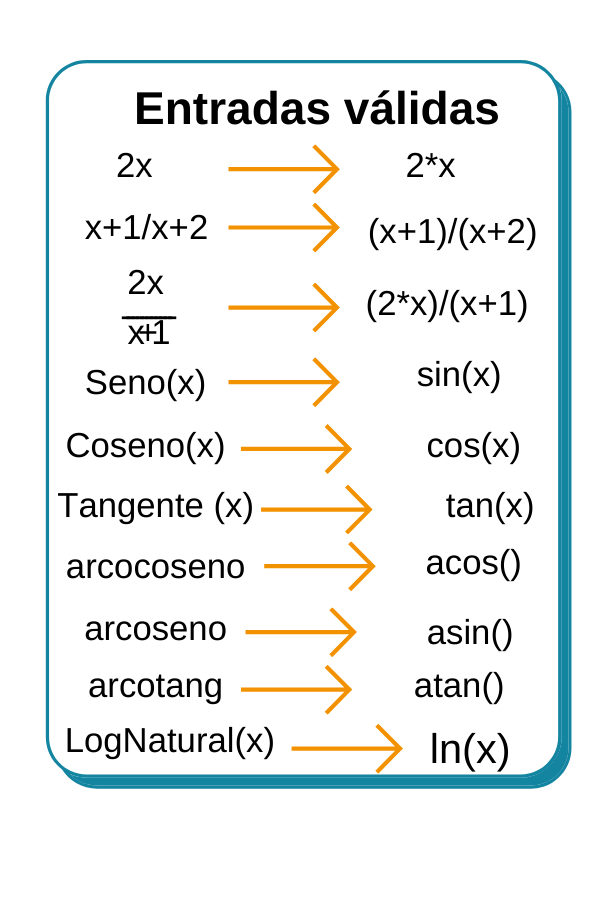 Entradas válidas
2x 2*x
x+1/x+2 (x+1)/(x+2)
2x
x+1 (2*x)/(x+1)
Seno(x) sin(x)
Coseno(x) cos(x)
Tangente (x) tan(x)
arcocoseno acos()
arcoseno asin()
arcotang atan()
LogNatural(x) ln(x)